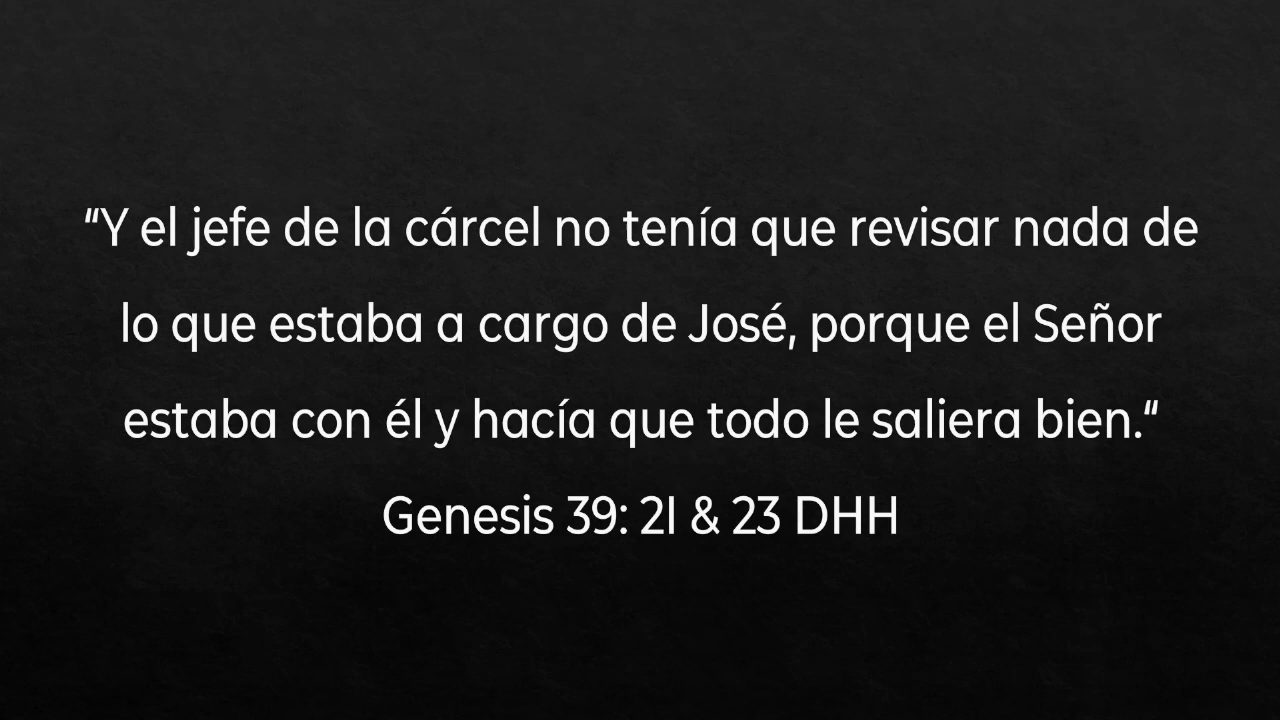 “Y el jefe de la cárcel no tenía que revisar nada de
lo que estaba a cargo de José, porque el Señor
estaba con él y hacía que todo le saliera bien.“
Genesis 39: 21 & 23 DHH